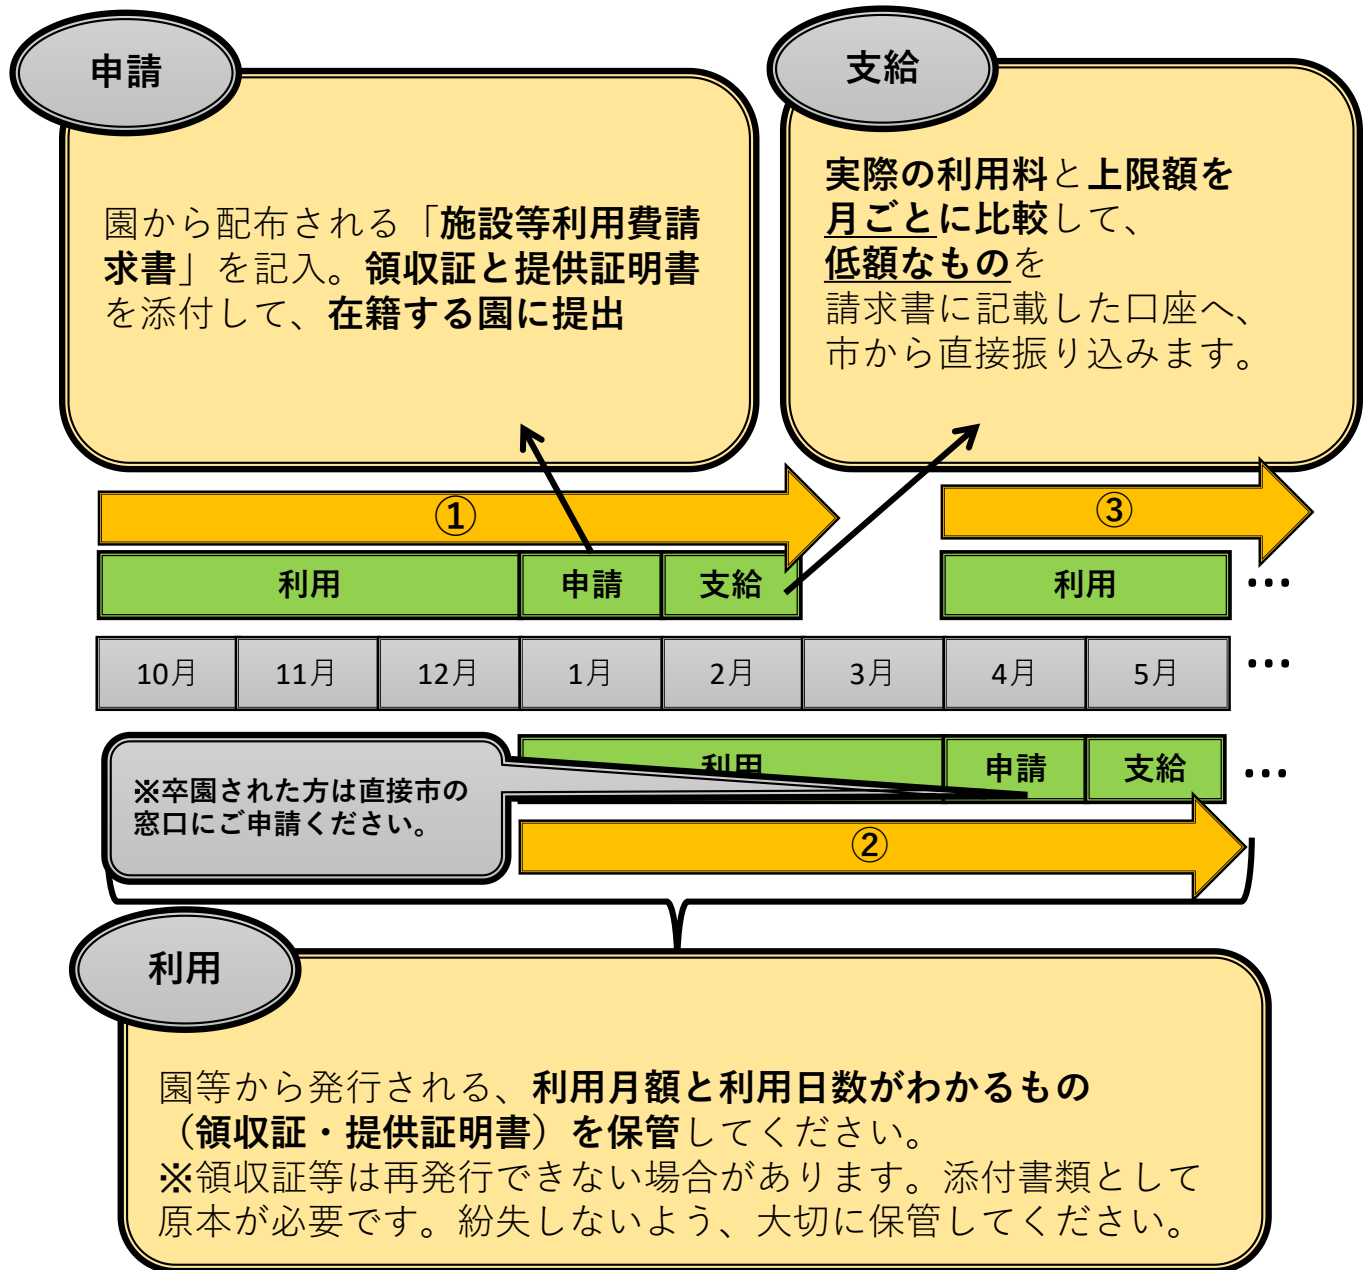 申請
園から配布される「施設等利用費請
求書」を記入。領収証と提供証明書
を添付して、在籍する園に提出
支給
実際の利用料と上限額を
月ごとに比較して、
低額なものを
請求書に記載した口座へ、
市から直接振り込みます。
①
③
利用
申請
支給
利用
…
10月
11月
12月
1月
2月
3月
4月
5月
…
利用
申請
支給
…
※卒園された方は直接市の
窓口にご申請ください。
②
利用
園等から発行される、利用月額と利用日数がわかるもの
（領収証・提供証明書）を保管してください。
※領収証等は再発行できない場合があります。添付書類として
原本が必要です。紛失しないよう、大切に保管してください。